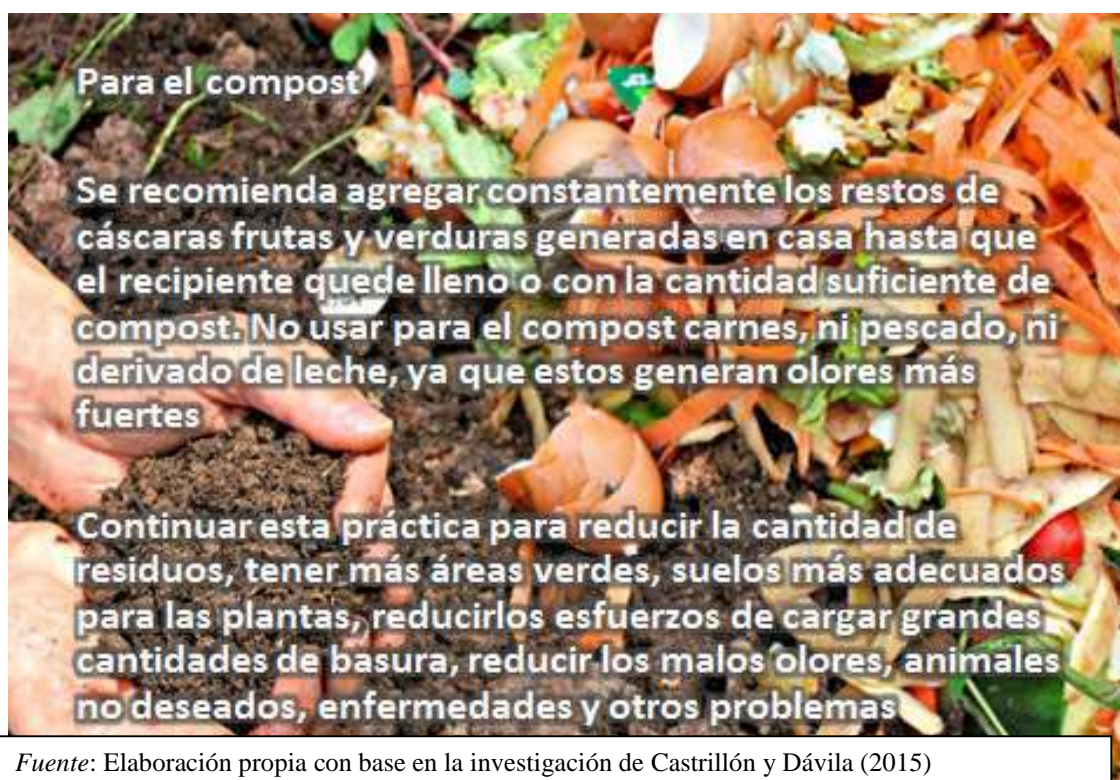 Para el compost
Se recomienda agregar constantemente los restos de
cáscaras frutas y verduras generadas en casa hasta que
el recipiente quede lleno o con la cantidad suficiente de
compost. No usar para el compost carnes, ni pescado, ni
derivado de leche, ya que estos generan olores más
fuertes
Continuar esta práctica para reducir la cantidad de
residuos, tener más áreas verdes, suelos más adecuados
para las plantas, reducirlos esfuerzos de cargar grandes
cantidades de basura, reducir los malos olores, animales
no deseados, enfermedades y otros problemas
Fuente: Elaboración propia con base en la investigación de Castrillón y Dávila (2015)